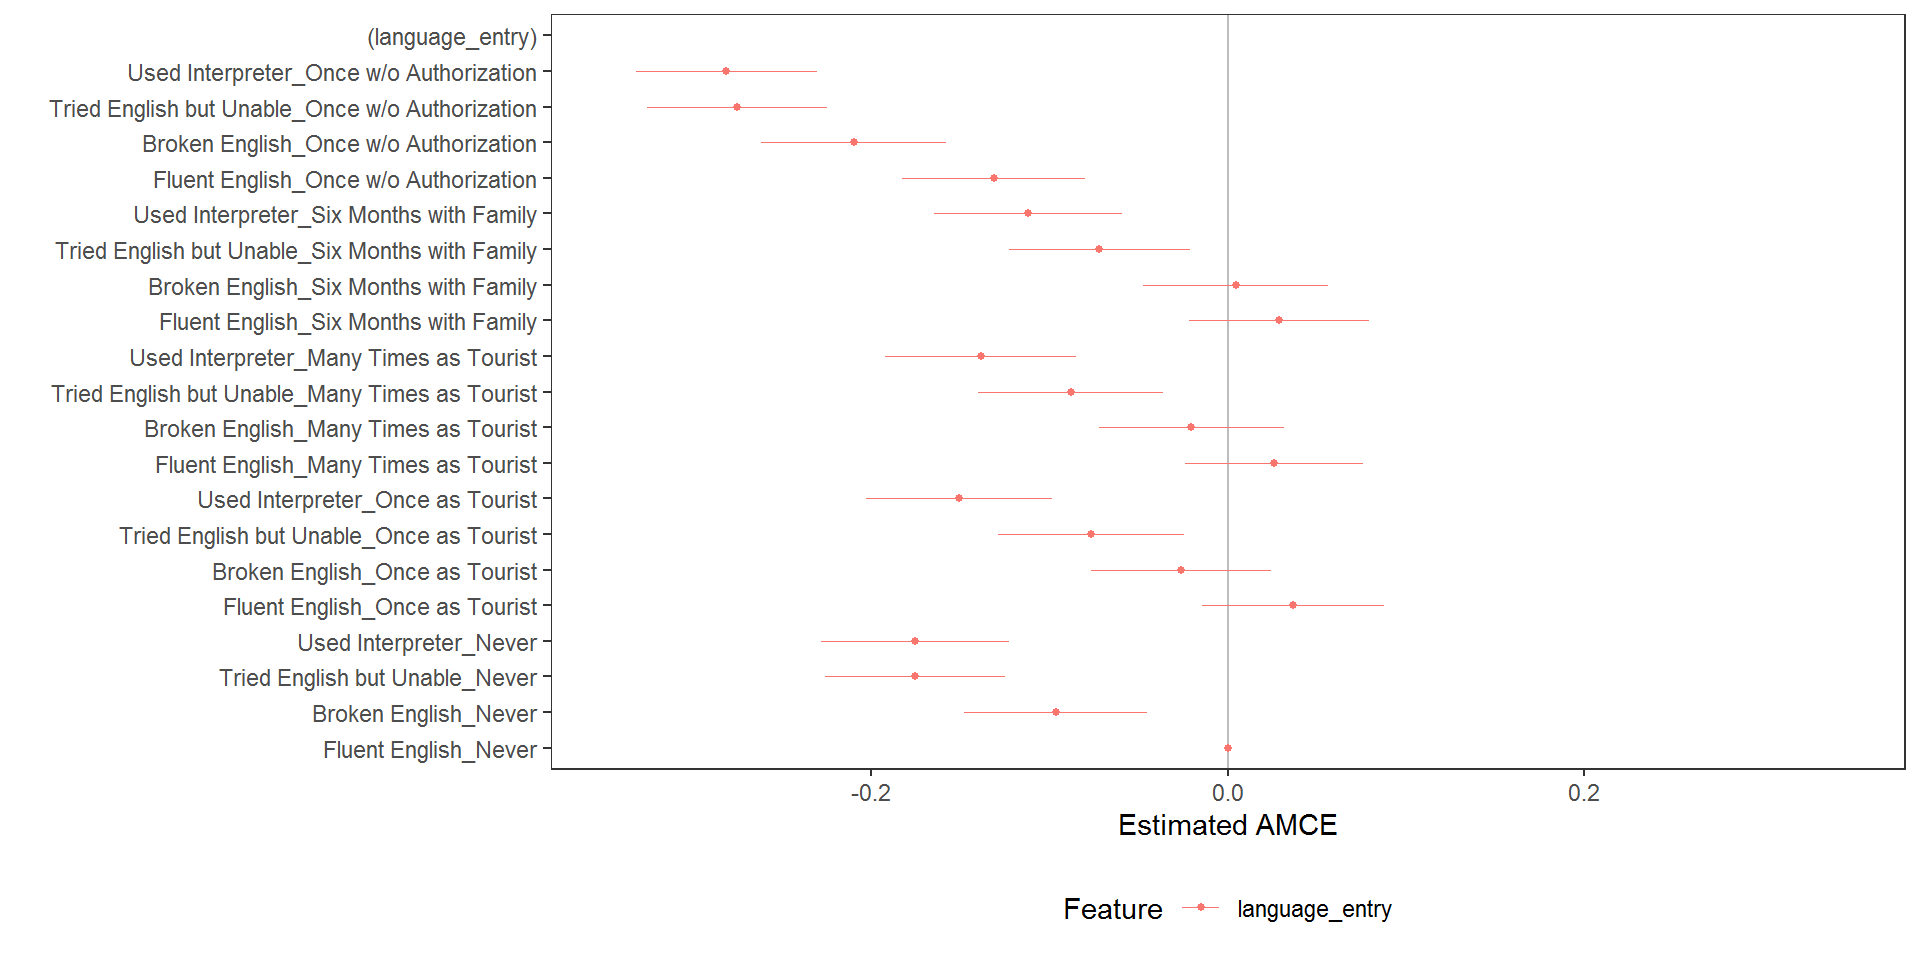 (language_entry)
Used Interpreter_Once w/o Authorization
Tried English but Unable_Once w/o Authorization
Broken English_Once w/o Authorization
Fluent English_Once w/o Authorization
Used Interpreter_Six Months with Family
Tried English but Unable_Six Months with Family
Broken English_Six Months with Family
Fluent English_Six Months with Family
Used Interpreter_Many Times as Tourist
Tried English but Unable_Many Times as Tourist
Broken English_Many Times as Tourist
Fluent English_Many Times as Tourist
Used Interpreter_Once as Tourist
Tried English but Unable_Once as Tourist
Broken English_Once as Tourist
Fluent English_Once as Tourist
Used Interpreter_Never
Tried English but Unable_Never
Broken English_Never
Fluent English_Never
-0.2 0.0 0.2
Estimated AMCE
Feature language_entry